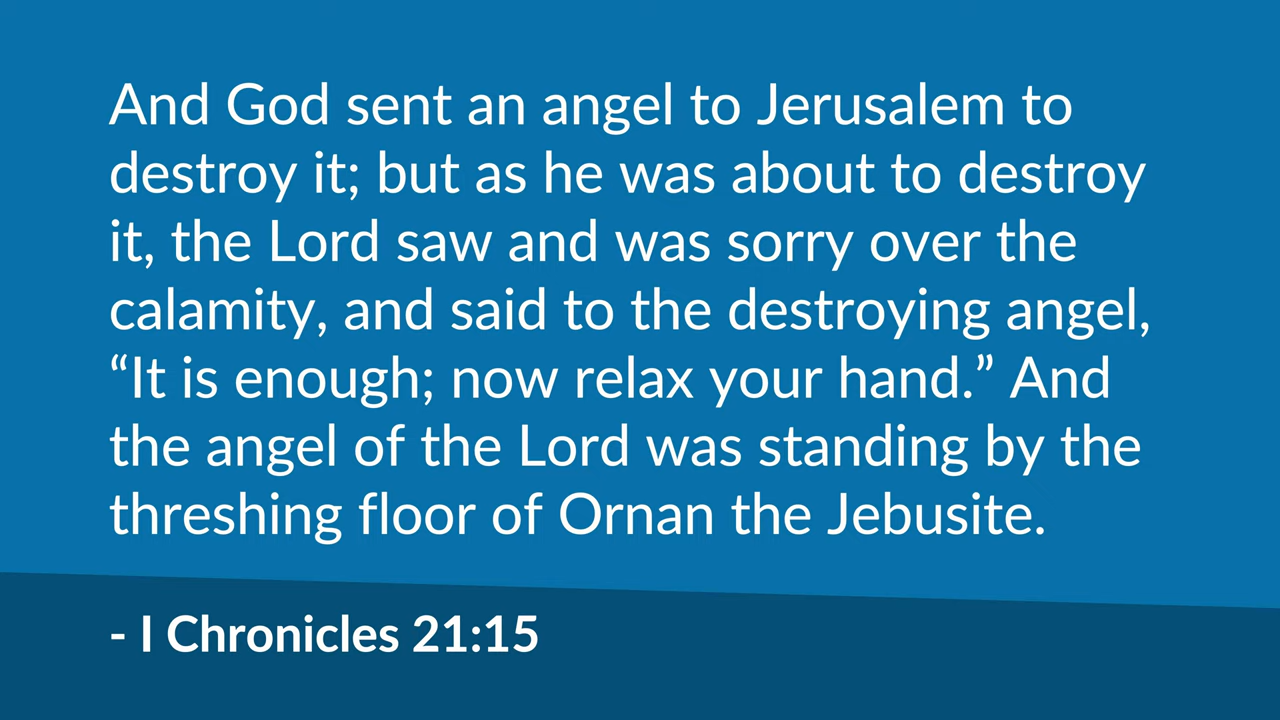 And God sent an angel to Jerusalem to
destroy it; but as he was about to destroy
it, the Lord saw and was sorry over the
calamity, and said to the destroying angel,
“It is enough; now relax your hand.” And
the angel of the Lord was standing by the
threshing floor of Ornan the Jebusite.
- I Chronicles 21:15